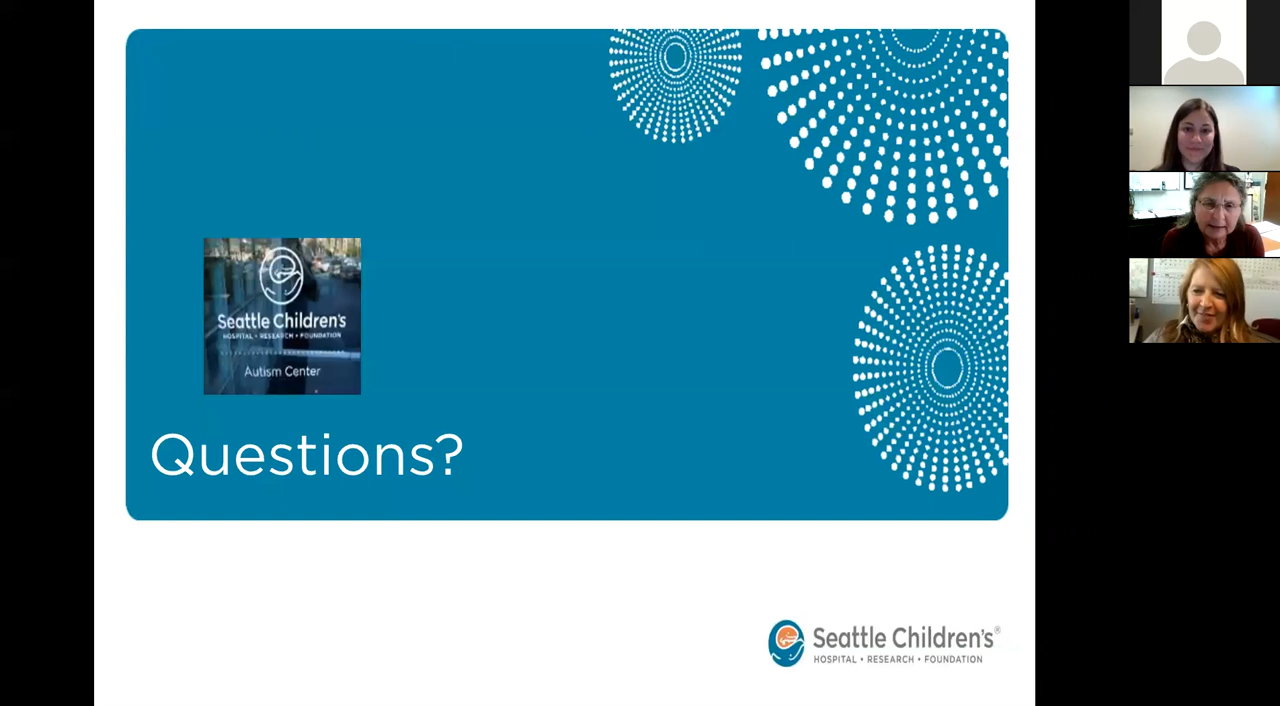 Seattle Children's
HOSPITAL • RESEARCH • FOUNDATION
Autism Center
Questions?
Seattle Children's®
HOSPITAL • RESEARCH • FOUNDATION